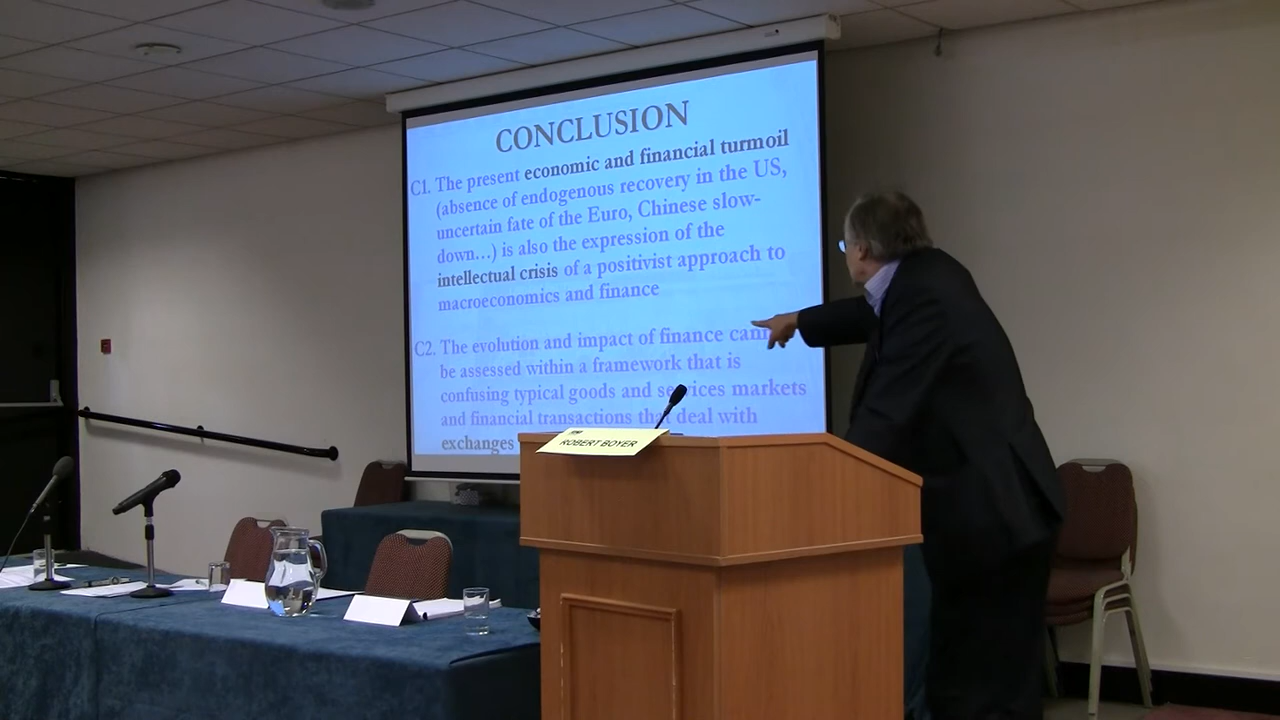 CONCLUSION
C1. The present economic and financial turmoil
(absence of endogenous recovery in the US,
uncertain fate of the Euro, Chinese slow-
down...) is also the expression of the
intellectual crisis of a positivist approach to
macroeconomics and finance
C2. The evolution and impact of finance
be assessed within a framework that is
confusing typical goods and services markets
and financial transactions that deal with
exchanges
ROBERT BOYER